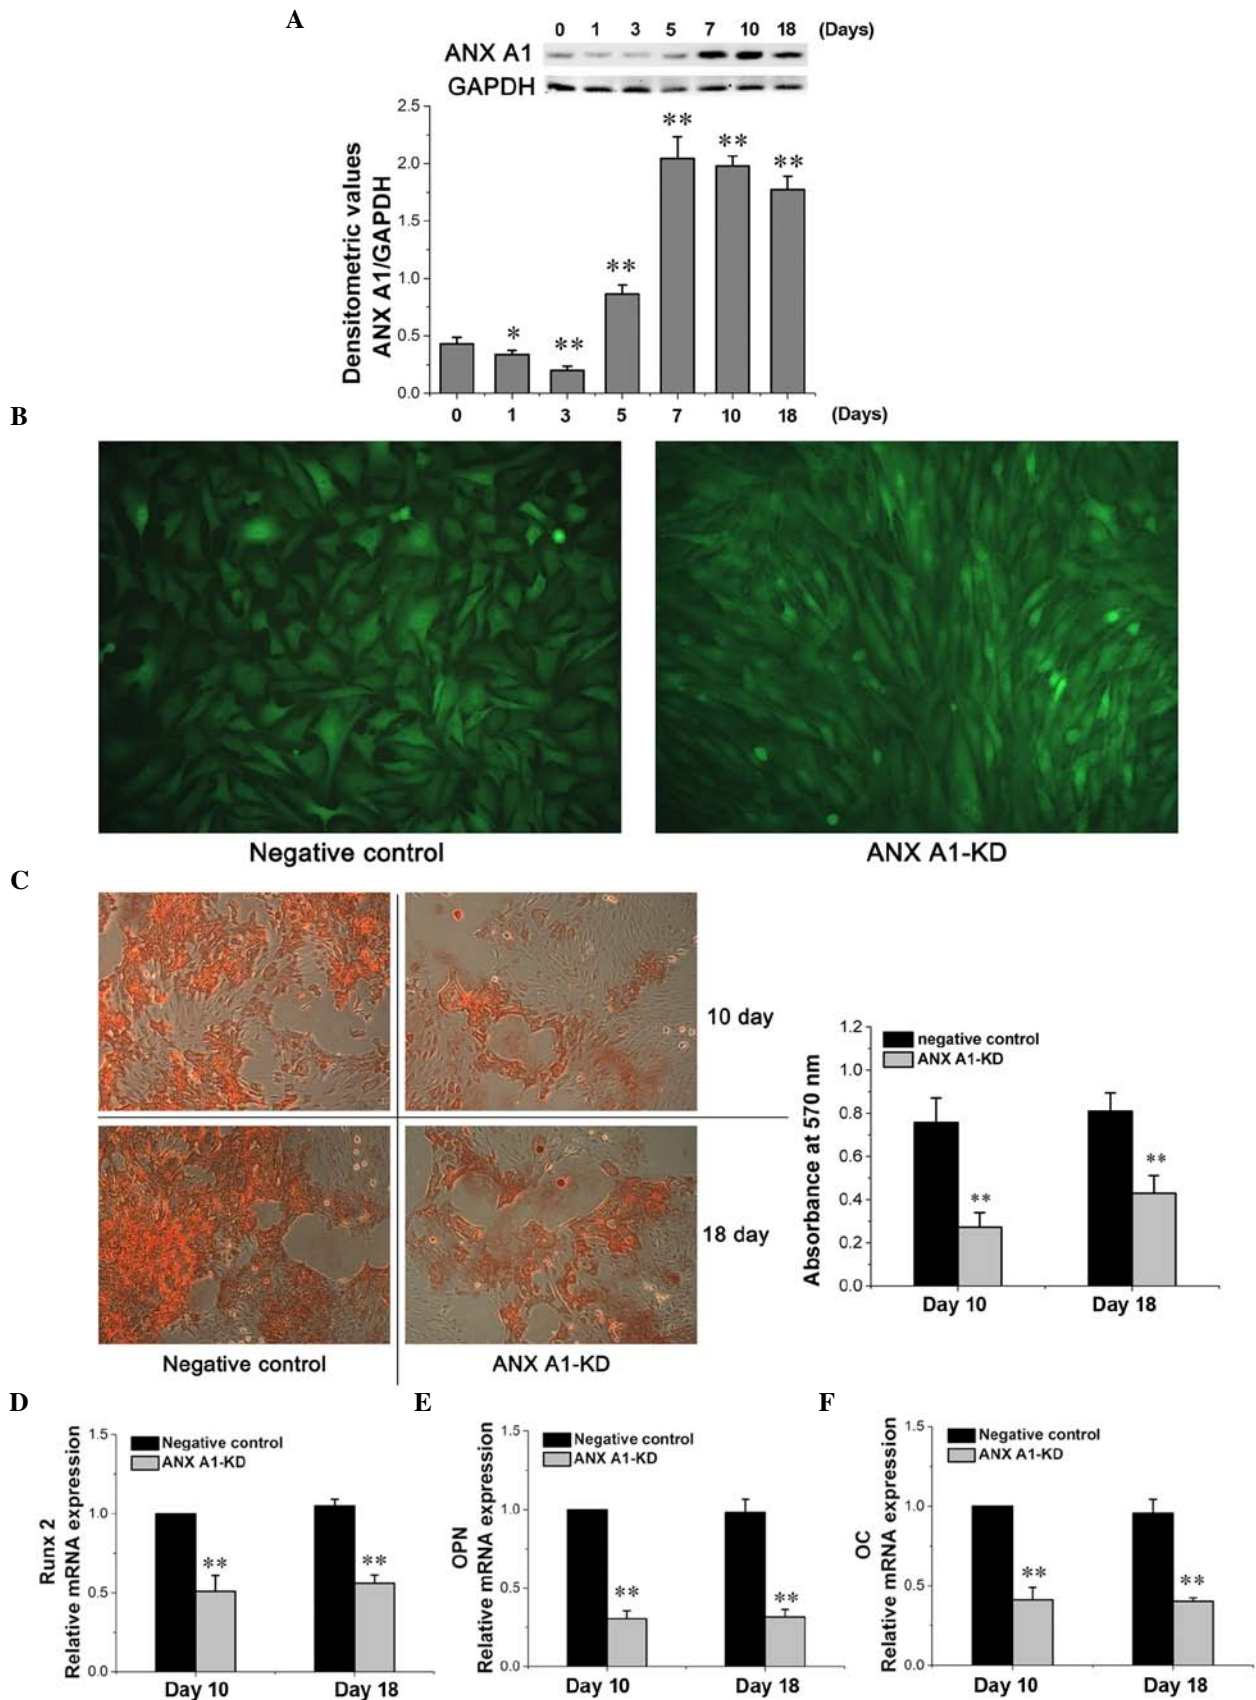 A
0 1 3 5 7 10 18 (Days)
ANX A1
GAPDH
Densitometric values
ANX A1/GAPDH
2.5
2.0
1.5
1.0
0.5
0.0
* ** ** ** ** **
0 1 3 5 7 10 18 (Days)
B
Negative control
ANX A1-KD
C
10 day
18 day
Negative control
ANX A1-KD
Absorbance at 570 nm
1.2
1.0
0.8
0.6
0.4
0.2
0.0
negative control
ANX A1-KD
** **
Day 10 Day 18
D
Runx 2
Relative mRNA expression
1.5
1.0
0.5
0.0
Negative control
ANX A1-KD
** **
Day 10 Day 18
E
OPN
Relative mRNA expression
1.5
1.0
0.5
0.0
Negative control
ANX A1-KD
** **
Day 10 Day 18
F
OC
Relative mRNA expression
1.5
1.0
0.5
0.0
Negative control
ANX A1-KD
** **
Day 10 Day 18